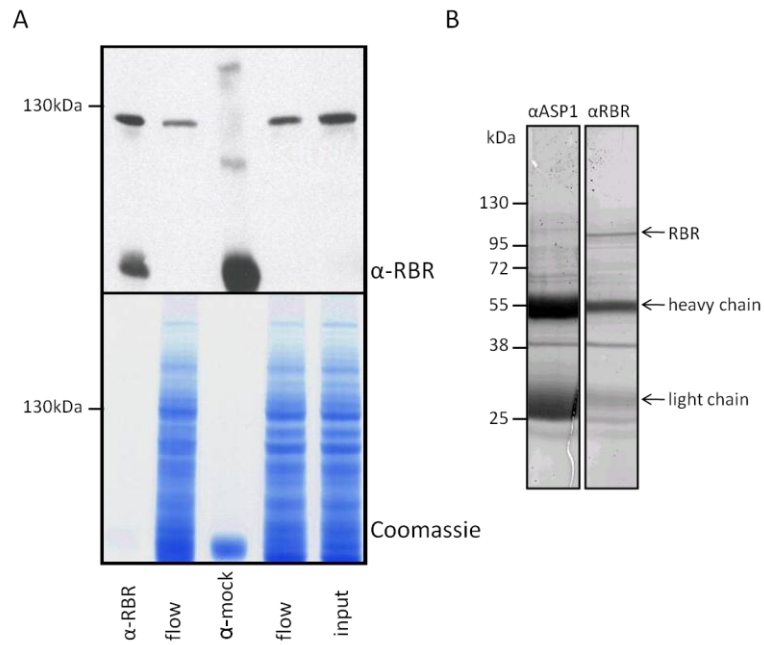 A
130kDa
α-RBR
130kDa
Coomassie
α-RBR
flow
α-mock
flow
input
B
αASP1 αRBR
kDa
130
95
72
55
38
25
RBR
heavy chain
light chain